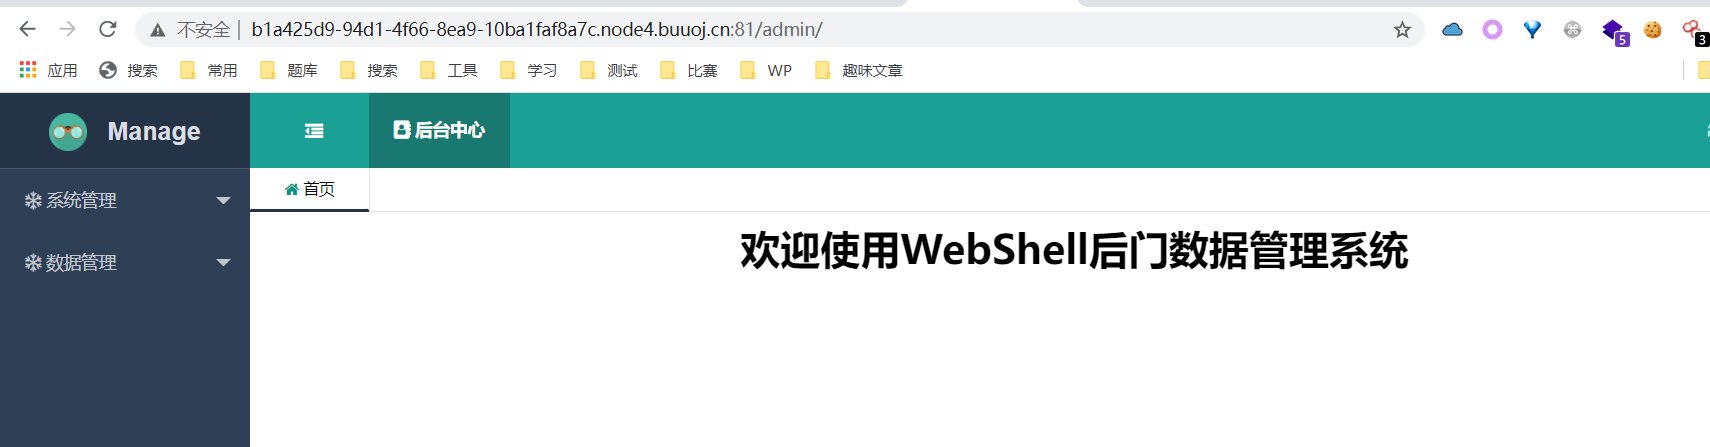 不安全 | b1a425d9-94d1-4f66-8ea9-10ba1faf8a7c.node4.buuoj.cn:81/admin/
5
3
应用 搜索 常用 题库 搜索 工具 学习 测试 比赛 WP 趣味文章
Manage
后台中心
系统管理
首页
欢迎使用WebShell后门数据管理系统
数据管理